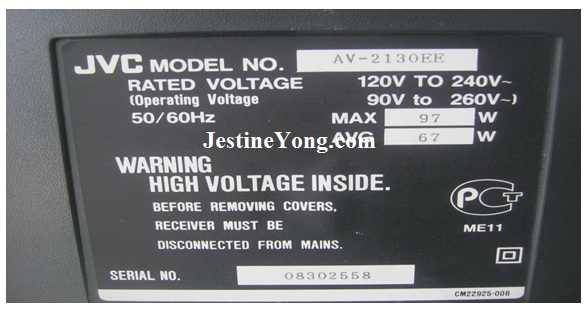 JVC MODEL NO. AV-2130EE
RATED VOLTAGE 120V TO 240V~
(Operating Voltage 90V to 260V~)
50/60Hz MAX 97 W
JestineYong.com
AVG 67 W
WARNING
HIGH VOLTAGE INSIDE.
BEFORE REMOVING COVERS,
RECEIVER MUST BE
DISCONNECTED FROM MAINS.
PCT
ME11
SERIAL NO. 08302558
CM22925-006